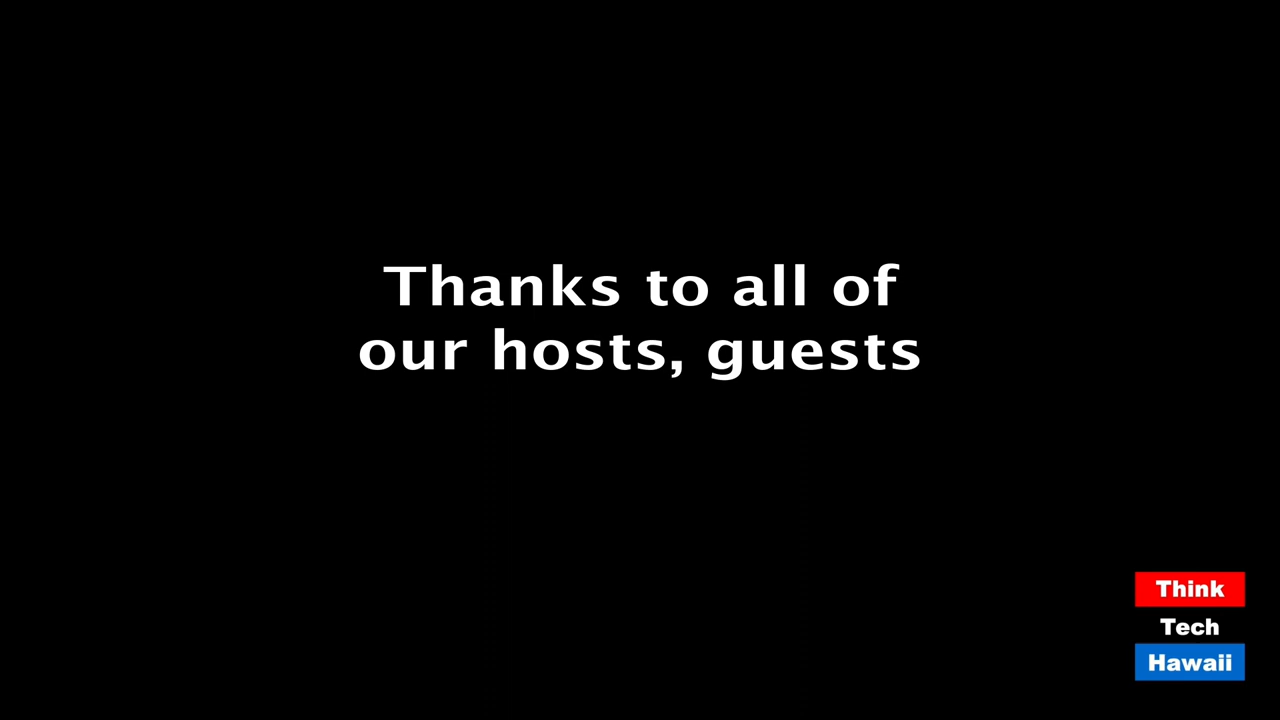 Thanks to all of
our hosts, guests
Think
Tech
Hawaii